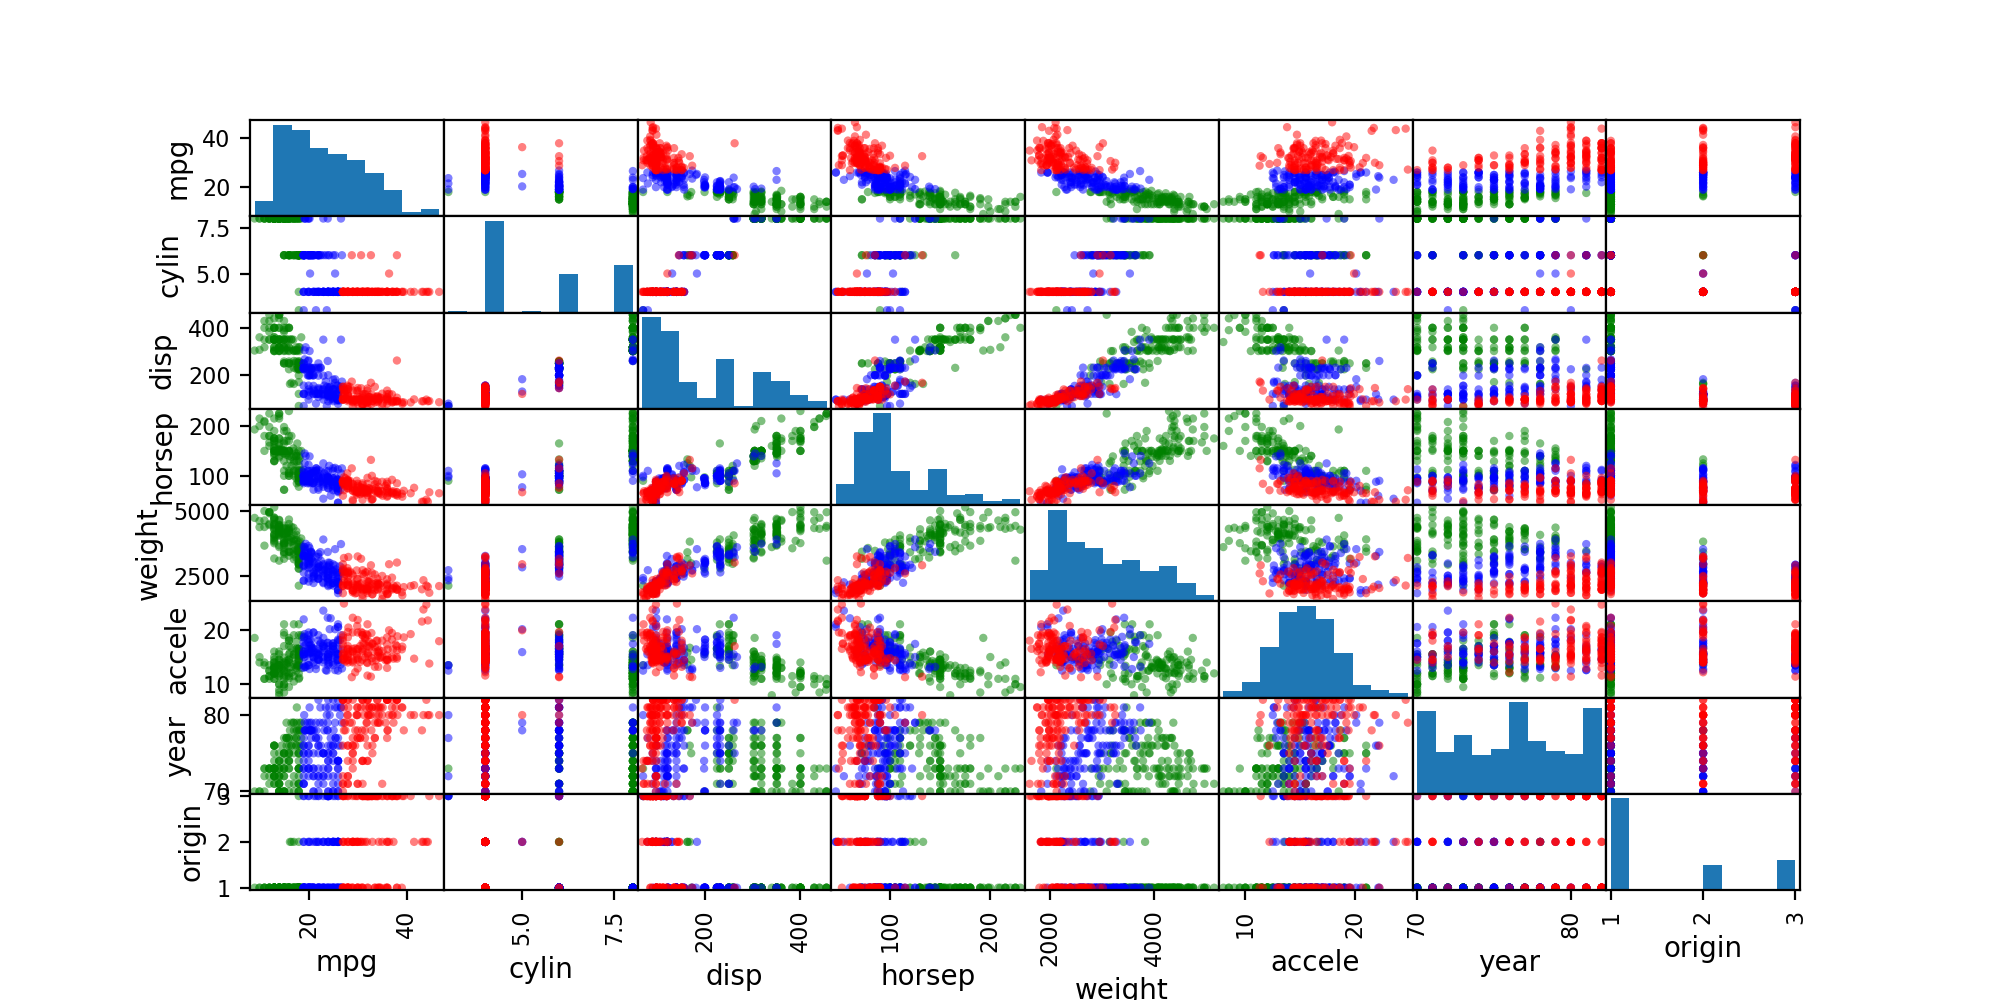 mpg
40
20
cylin
7.5
5.0
disp
400
200
horsep
200
100
weight
5000
2500
accele
20
10
year
80
70
origin
3
2
1
20 40 5.0 7.5 200 400 100 200 2000 4000 10 20 70 80 1 2 3
mpg cylin disp horsep weight accele year origin